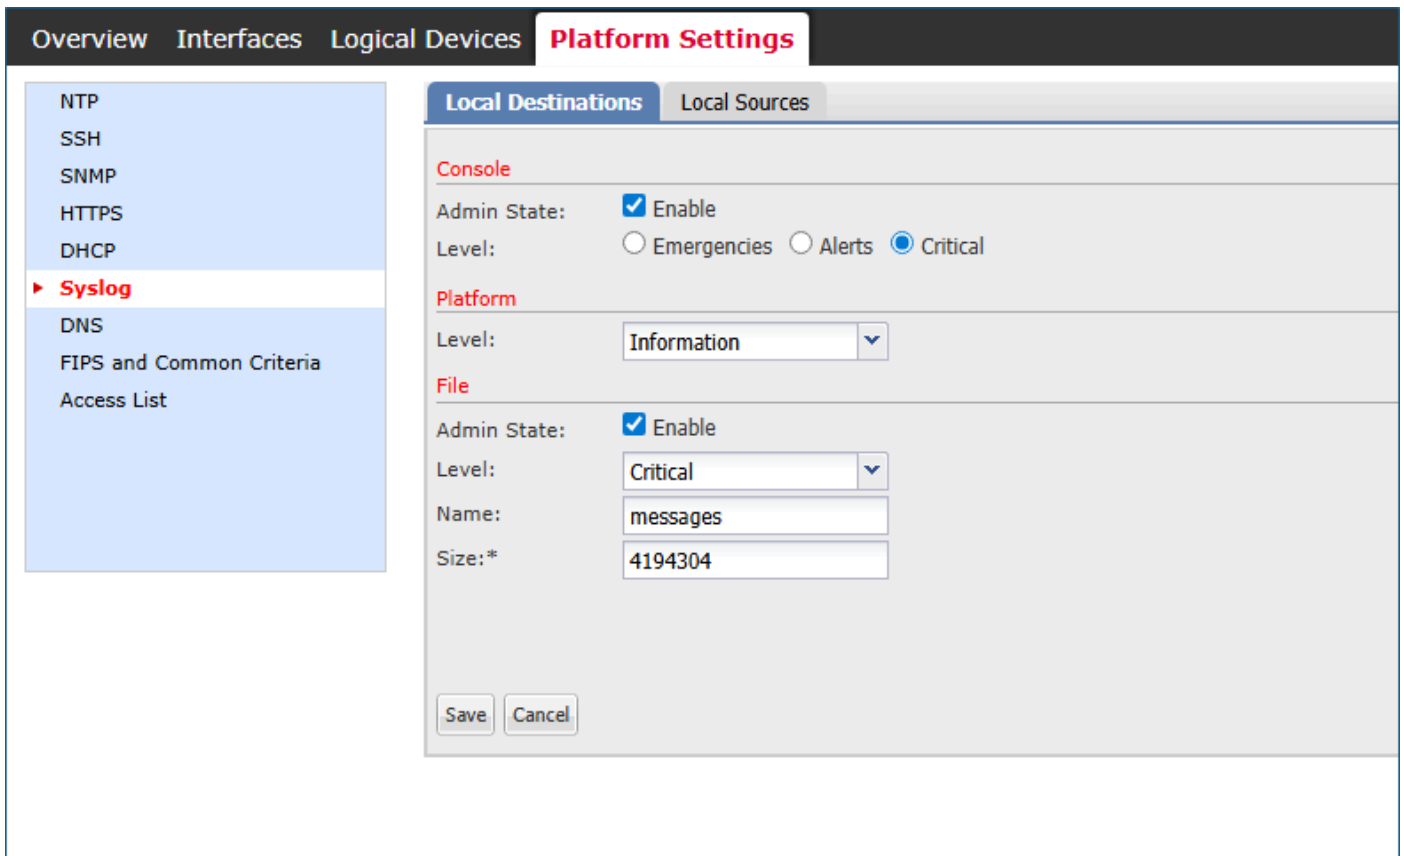 Overview Interfaces Logical Devices Platform Settings
NTP
SSH
SNMP
HTTPS
DHCP
Syslog
DNS
FIPS and Common Criteria
Access List
Local Destinations Local Sources
Console
Admin State: Enable
Level: Emergencies Alerts Critical
Platform
Level: Information
File
Admin State: Enable
Level: Critical
Name: messages
Size:* 4194304
Save Cancel